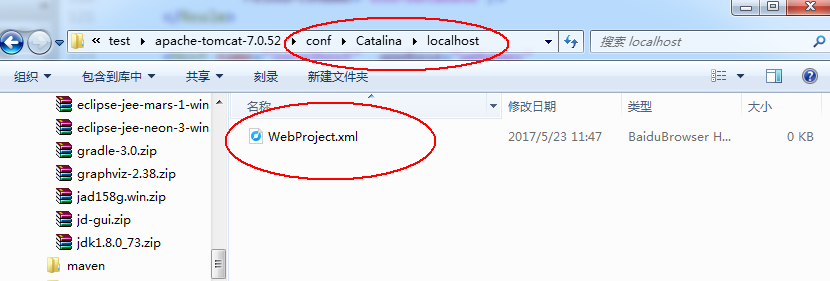 test apache-tomcat-7.0.52 conf Catalina localhost 搜索 localhost
组织 包含到库中 共享 刻录 新建文件夹
名称 修改日期 类型 大小
eclipse-jee-mars-1-win
eclipse-jee-neon-3-win
gradle-3.0.zip
graphviz-2.38.zip
jad158g.win.zip
jd-gui.zip
jdk1.8.0_73.zip
maven
WebProject.xml 2017/5/23 11:47 BaiduBrowser H... 0 KB